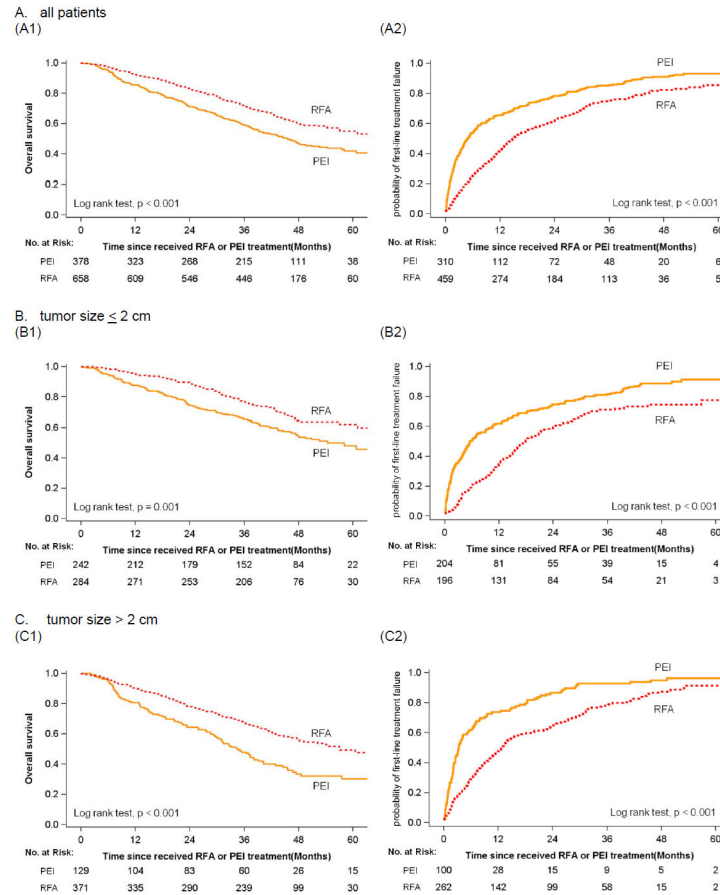 A. all patients
(A1)
(A2)
Overall survival
1.0
0.8
0.6
0.4
0.2
0.0
RFA
PEI
Log rank test, p < 0.001
0 12 24 36 48 60
No. at Risk: Time since received RFA or PEI treatment(Months)
PEI 378 323 268 215 111 38
RFA 658 609 546 446 176 60
probability of first-line treatment failure
1.0
0.8
0.6
0.4
0.2
0.0
PEI
RFA
Log rank test, p < 0.001
0 12 24 36 48 60
No. at Risk: Time since received RFA or PEI treatment(Months)
PEI 310 112 72 48 20 6
RFA 459 274 184 113 36 5
B. tumor size ≤ 2 cm
(B1)
(B2)
Overall survival
1.0
0.8
0.6
0.4
0.2
0.0
RFA
PEI
Log rank test, p = 0.001
0 12 24 36 48 60
No. at Risk: Time since received RFA or PEI treatment(Months)
PEI 242 212 179 152 84 22
RFA 284 271 253 206 76 30
probability of first-line treatment failure
1.0
0.8
0.6
0.4
0.2
0.0
PEI
RFA
Log rank test, p < 0.001
0 12 24 36 48 60
No. at Risk: Time since received RFA or PEI treatment(Months)
PEI 204 81 55 39 15 4
RFA 196 131 84 54 21 3
C. tumor size > 2 cm
(C1)
(C2)
Overall survival
1.0
0.8
0.6
0.4
0.2
0.0
RFA
PEI
Log rank test, p < 0.001
0 12 24 36 48 60
No. at Risk: Time since received RFA or PEI treatment(Months)
PEI 129 104 83 60 26 15
RFA 371 335 290 239 99 30
probability of first-line treatment failure
1.0
0.8
0.6
0.4
0.2
0.0
PEI
RFA
Log rank test, p < 0.001
0 12 24 36 48 60
No. at Risk: Time since received RFA or PEI treatment(Months)
PEI 100 28 15 9 5 2
RFA 262 142 99 58 15 2